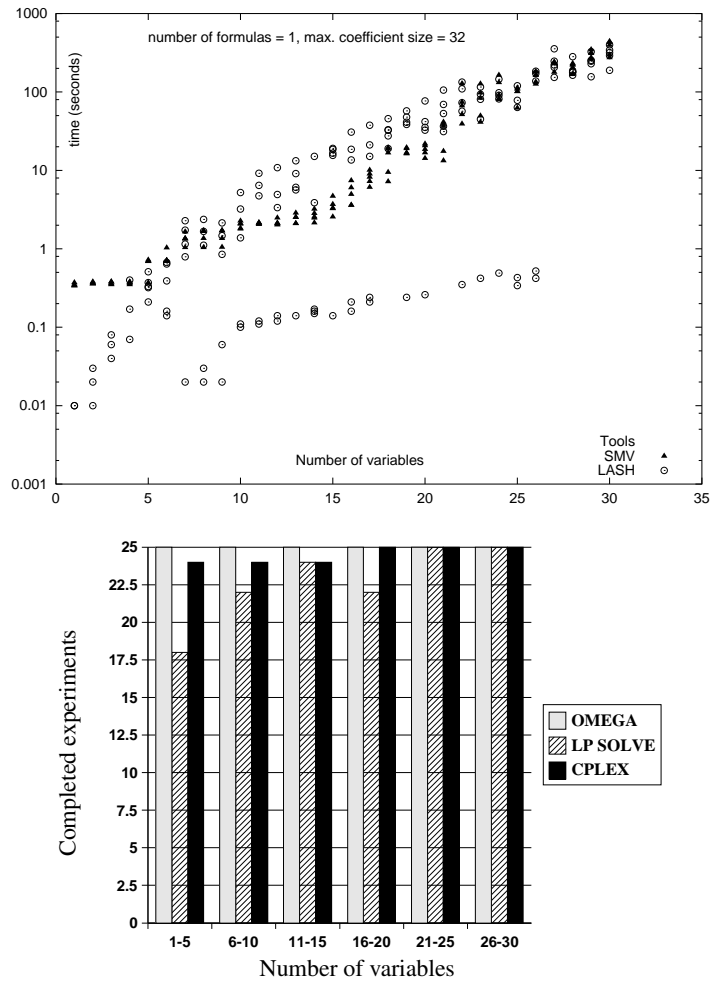 1000
100
10
1
0.1
0.01
0.001
time (seconds)
number of formulas = 1, max. coefficient size = 32
Number of variables
Tools
SMV
LASH
0 5 10 15 20 25 30 35
25
22.5
20
17.5
15
12.5
10
7.5
5
2.5
0
Completed experiments
OMEGA
LP SOLVE
CPLEX
1-5 6-10 11-15 16-20 21-25 26-30
Number of variables